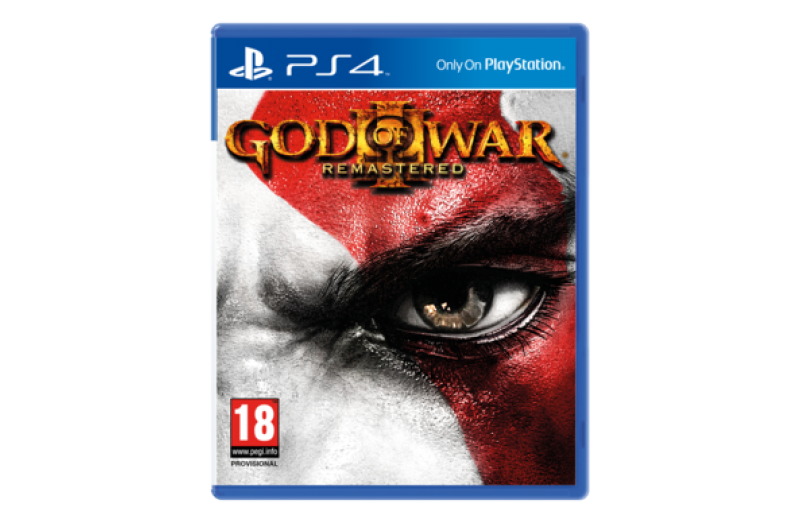 PS4
Only On PlayStation.
GOD OF WAR
III
REMASTERED
18
www.pegi.info
PROVISIONAL